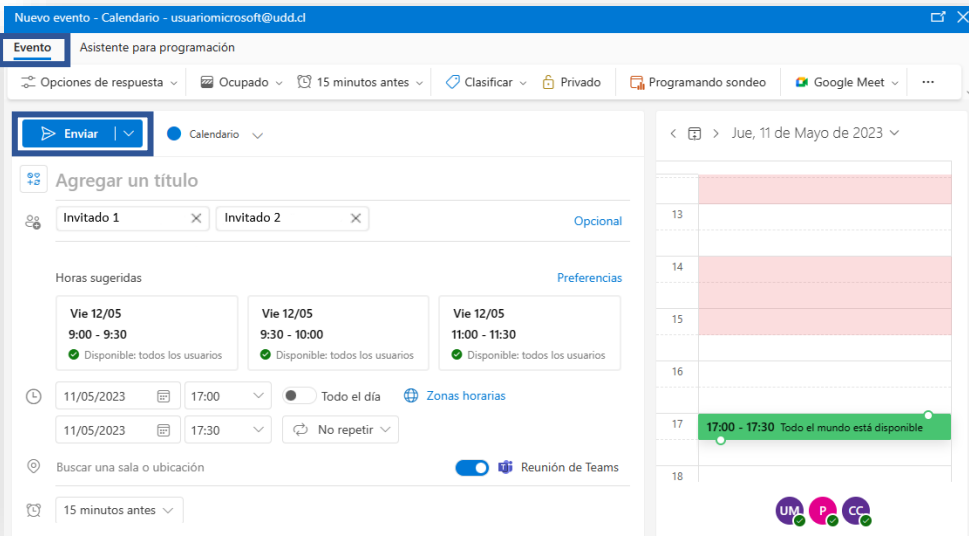 Nuevo evento - Calendario - usuariomicrosoft@udd.cl
Evento Asistente para programación
Opciones de respuesta Ocupado 15 minutos antes Clasificar Privado Programando sondeo Google Meet ...
Enviar Calendario
Jue, 11 de Mayo de 2023
Agregar un título
Invitado 1 Invitado 2
Opcional
Horas sugeridas Preferencias
Vie 12/05 Vie 12/05 Vie 12/05
9:00 - 9:30 9:30 - 10:00 11:00 - 11:30
Disponible: todos los usuarios Disponible: todos los usuarios Disponible: todos los usuarios
11/05/2023 17:00 Todo el día Zonas horarias
11/05/2023 17:30 No repetir
Buscar una sala o ubicación Reunión de Teams
15 minutos antes
13
14
15
16
17 17:00 - 17:30 Todo el mundo está disponible
18
UM P CC